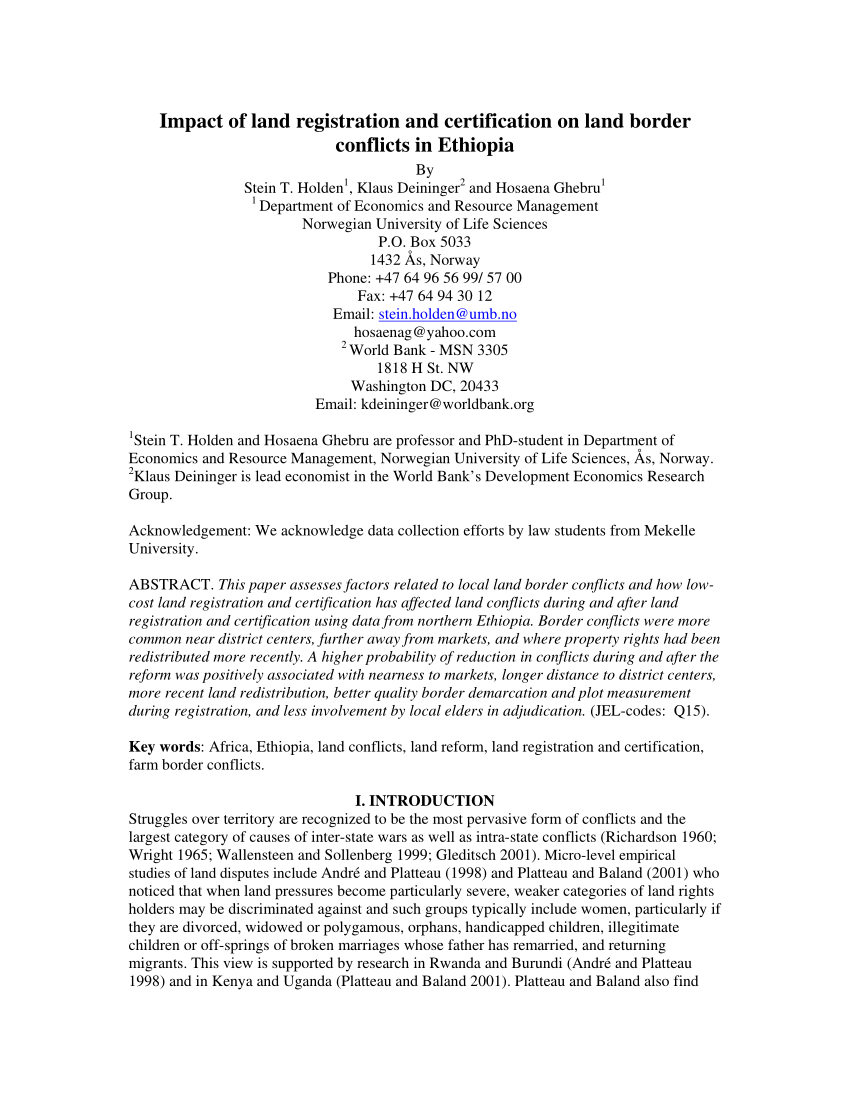 Impact of land registration and certification on land border
conflicts in Ethiopia
By
Stein T. Holden1, Klaus Deininger2 and Hosaena Ghebru1
1 Department of Economics and Resource Management
Norwegian University of Life Sciences
P.O. Box 5033
1432 Ås, Norway
Phone: +47 64 96 56 99/ 57 00
Fax: +47 64 94 30 12
Email: stein.holden@umb.no
hosaenag@yahoo.com
2 World Bank - MSN 3305
1818 H St. NW
Washington DC, 20433
Email: kdeininger@worldbank.org
1Stein T. Holden and Hosaena Ghebru are professor and PhD-student in Department of
Economics and Resource Management, Norwegian University of Life Sciences, Ås, Norway.
2Klaus Deininger is lead economist in the World Bank's Development Economics Research
Group.
Acknowledgement: We acknowledge data collection efforts by law students from Mekelle
University.
ABSTRACT. This paper assesses factors related to local land border conflicts and how low-
cost land registration and certification has affected land conflicts during and after land
registration and certification using data from northern Ethiopia. Border conflicts were more
common near district centers, further away from markets, and where property rights had been
redistributed more recently. A higher probability of reduction in conflicts during and after the
reform was positively associated with nearness to markets, longer distance to district centers,
more recent land redistribution, better quality border demarcation and plot measurement
during registration, and less involvement by local elders in adjudication. (JEL-codes:  Q15).
Key words: Africa, Ethiopia, land conflicts, land reform, land registration and certification,
farm border conflicts.
I. INTRODUCTION
Struggles over territory are recognized to be the most pervasive form of conflicts and the
largest category of causes of inter-state wars as well as intra-state conflicts (Richardson 1960;
Wright 1965; Wallensteen and Sollenberg 1999; Gleditsch 2001). Micro-level empirical
studies of land disputes include André and Platteau (1998) and Platteau and Baland (2001) who
noticed that when land pressures become particularly severe, weaker categories of land rights
holders may be discriminated against and such groups typically include women, particularly if
they are divorced, widowed or polygamous, orphans, handicapped children, illegitimate
children or off-springs of broken marriages whose father has remarried, and returning
migrants. This view is supported by research in Rwanda and Burundi (André and Platteau
1998) and in Kenya and Uganda (Platteau and Baland 2001). Platteau and Baland also find